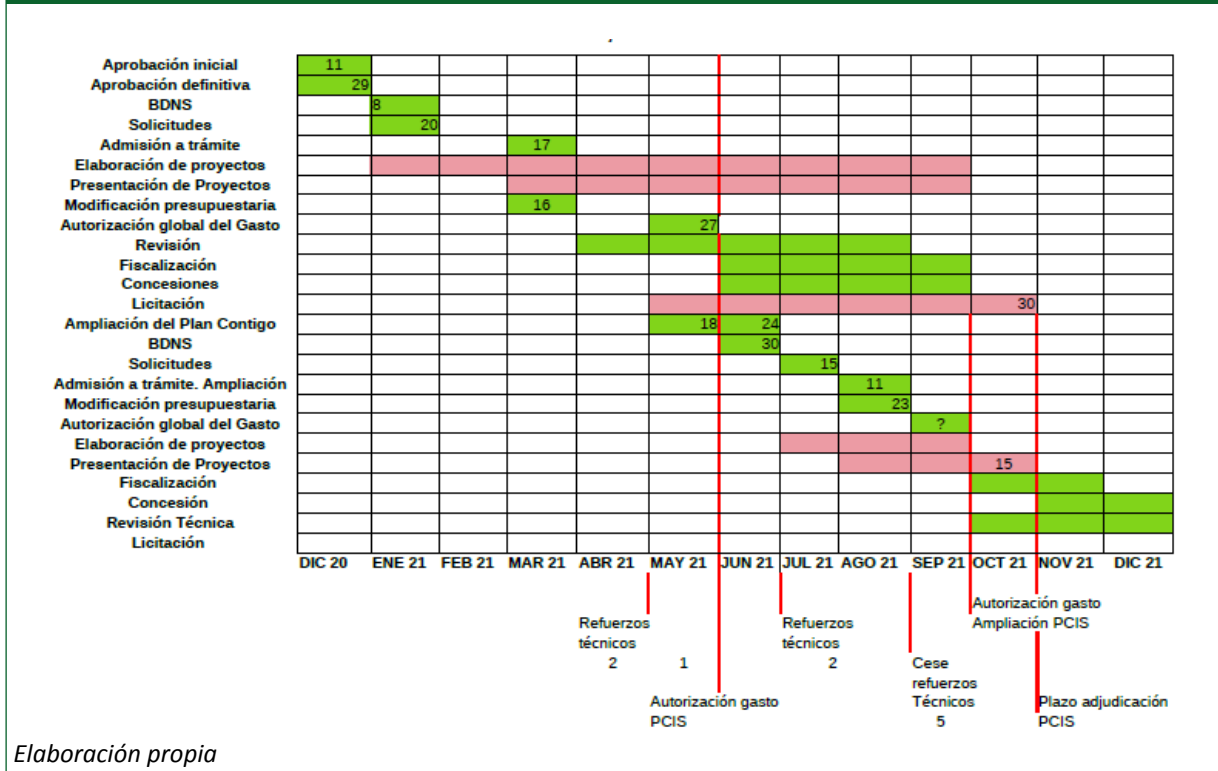 Aprobación inicial 11
Aprobación definitiva 29
BDNS 8
Solicitudes 20
Admisión a trámite 17
Elaboración de proyectos
Presentación de Proyectos
Modificación presupuestaria 16
Autorización global del Gasto 27
Revisión
Fiscalización
Concesiones
Licitación 30
Ampliación del Plan Contigo 18 24
BDNS 30
Solicitudes 15
Admisión a trámite. Ampliación 11
Modificación presupuestaria 23
Autorización global del Gasto ?
Elaboración de proyectos
Presentación de Proyectos 15
Fiscalización
Concesión
Revisión Técnica
Licitación
DIC 20 ENE 21 FEB 21 MAR 21 ABR 21 MAY 21 JUN 21 JUL 21 AGO 21 SEP 21 OCT 21 NOV 21 DIC 21
Refuerzos
técnicos
2 1
Autorización gasto
PCIS
Refuerzos
técnicos
2
Cese
refuerzos
Técnicos
5
Autorización gasto
Ampliación PCIS
Plazo adjudicación
PCIS
Elaboración propia